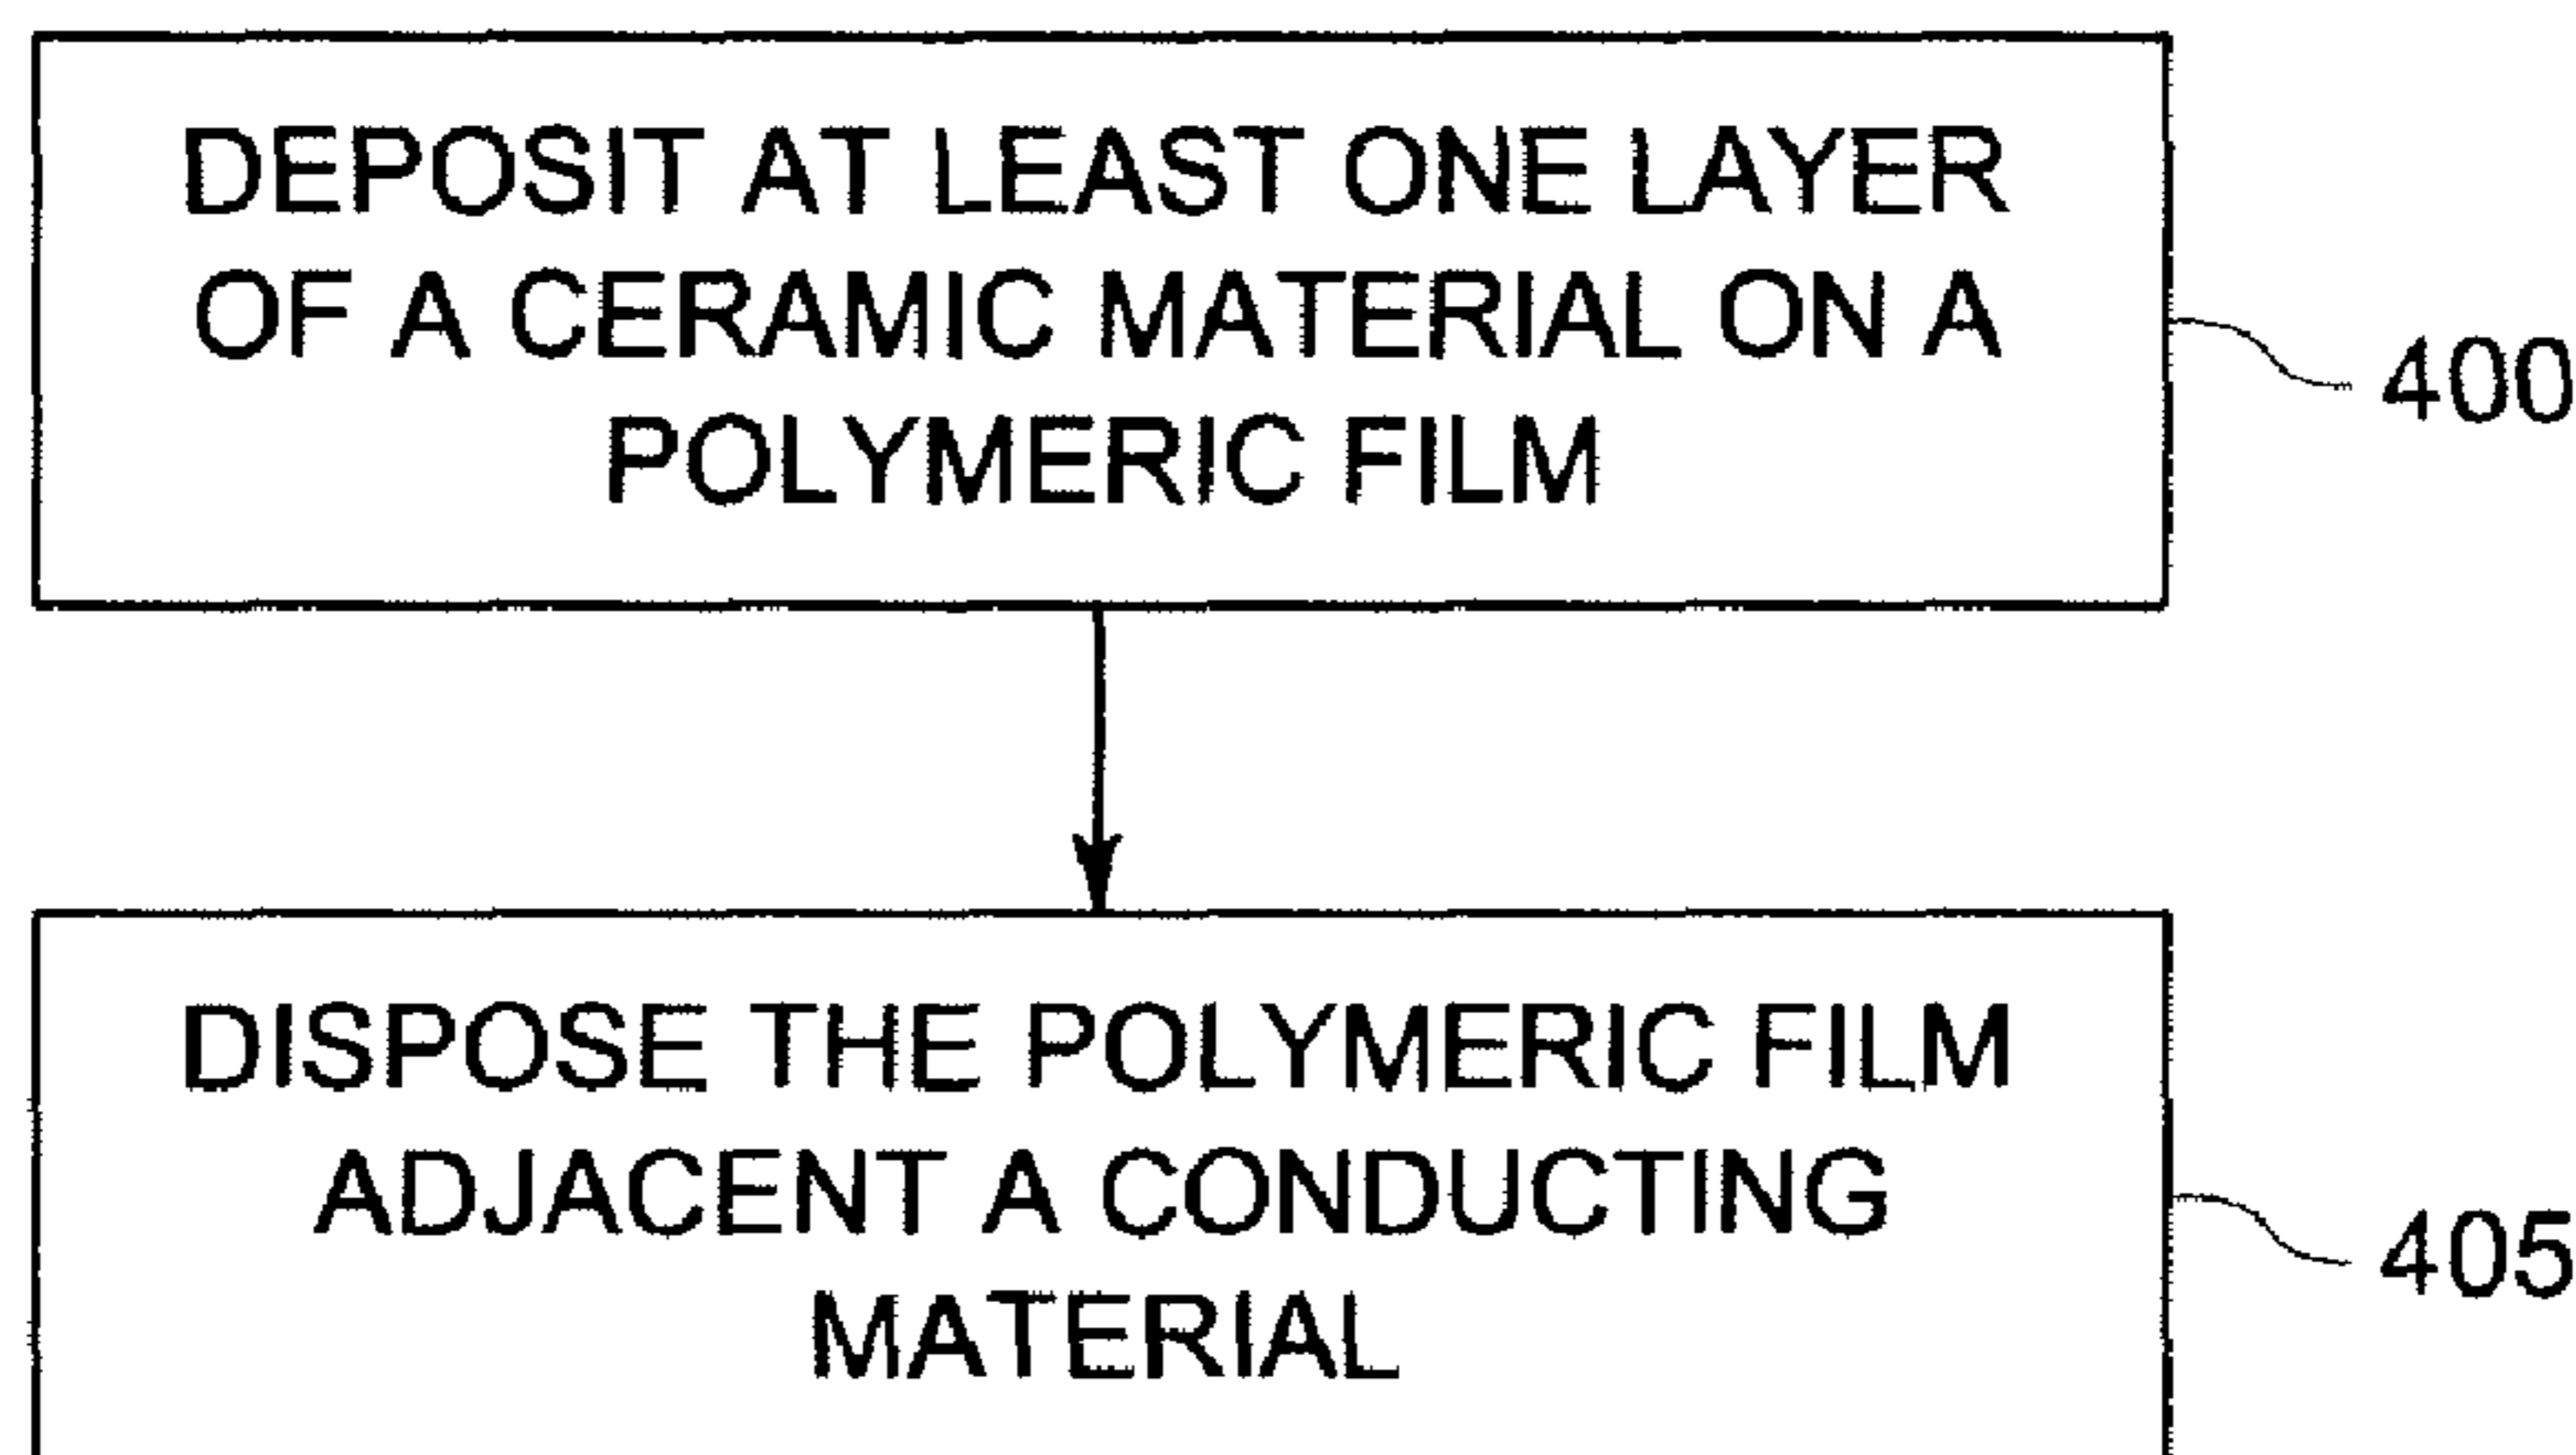 DEPOSIT AT LEAST ONE LAYER
OF A CERAMIC MATERIAL ON A
POLYMERIC FILM
400
DISPOSE THE POLYMERIC FILM
ADJACENT A CONDUCTING
MATERIAL
405